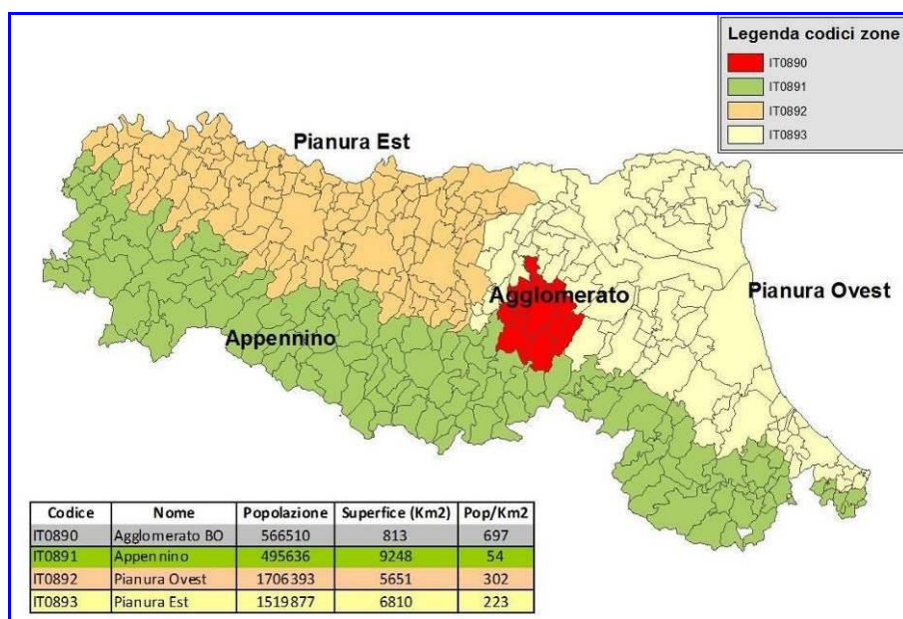 Legenda codici zone
IT0890
IT0891
IT0892
IT0893
Pianura Est
Agglomerato
Pianura Ovest
Appennino
Codice Nome Popolazione Superfice (Km2) Pop/Km2
IT0890 Agglomerato BO 566510 813 697
IT0891 Appennino 495636 9248 54
IT0892 Pianura Ovest 1706393 5651 302
IT0893 Pianura Est 1519877 6810 223